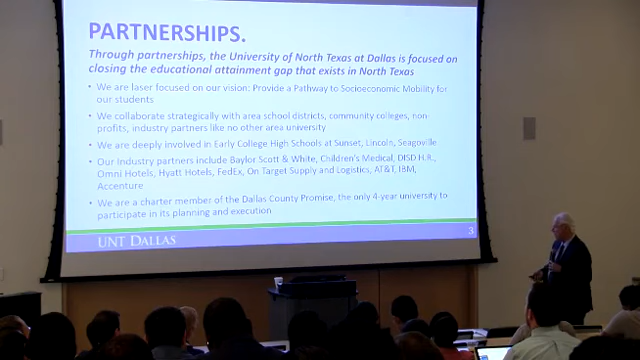 PARTNERSHIPS.
Through partnerships, the University of North Texas at Dallas is focused on
closing the educational attainment gap that exists in North Texas
• We are laser focused on our vision: Provide a Pathway to Socioeconomic Mobility for
our students
• We collaborate strategically with area school districts, community colleges, non-
profits, industry partners like no other area university
• We are deeply involved in Early College High Schools at Sunset, Lincoln, Seagoville
• Our Industry partners include Baylor Scott & White, Children's Medical, DISD H.R.,
Omni Hotels, Hyatt Hotels, FedEx, On Target Supply and Logistics, AT&T, IBM,
Accenture
• We are a charter member of the Dallas County Promise, the only 4-year university to
participate in its planning and execution
UNT DALLAS
3